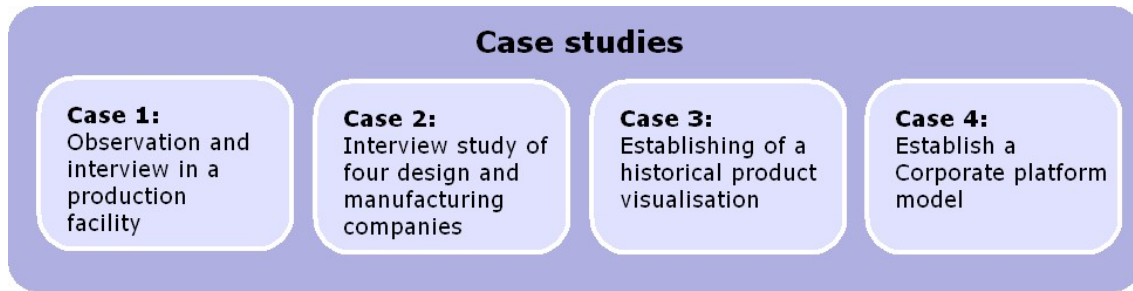 Case studies
Case 1:
Observation and
interview in a
production
facility
Case 2:
Interview study of
four design and
manufacturing
companies
Case 3:
Establishing of a
historical product
visualisation
Case 4:
Establish a
Corporate platform
model